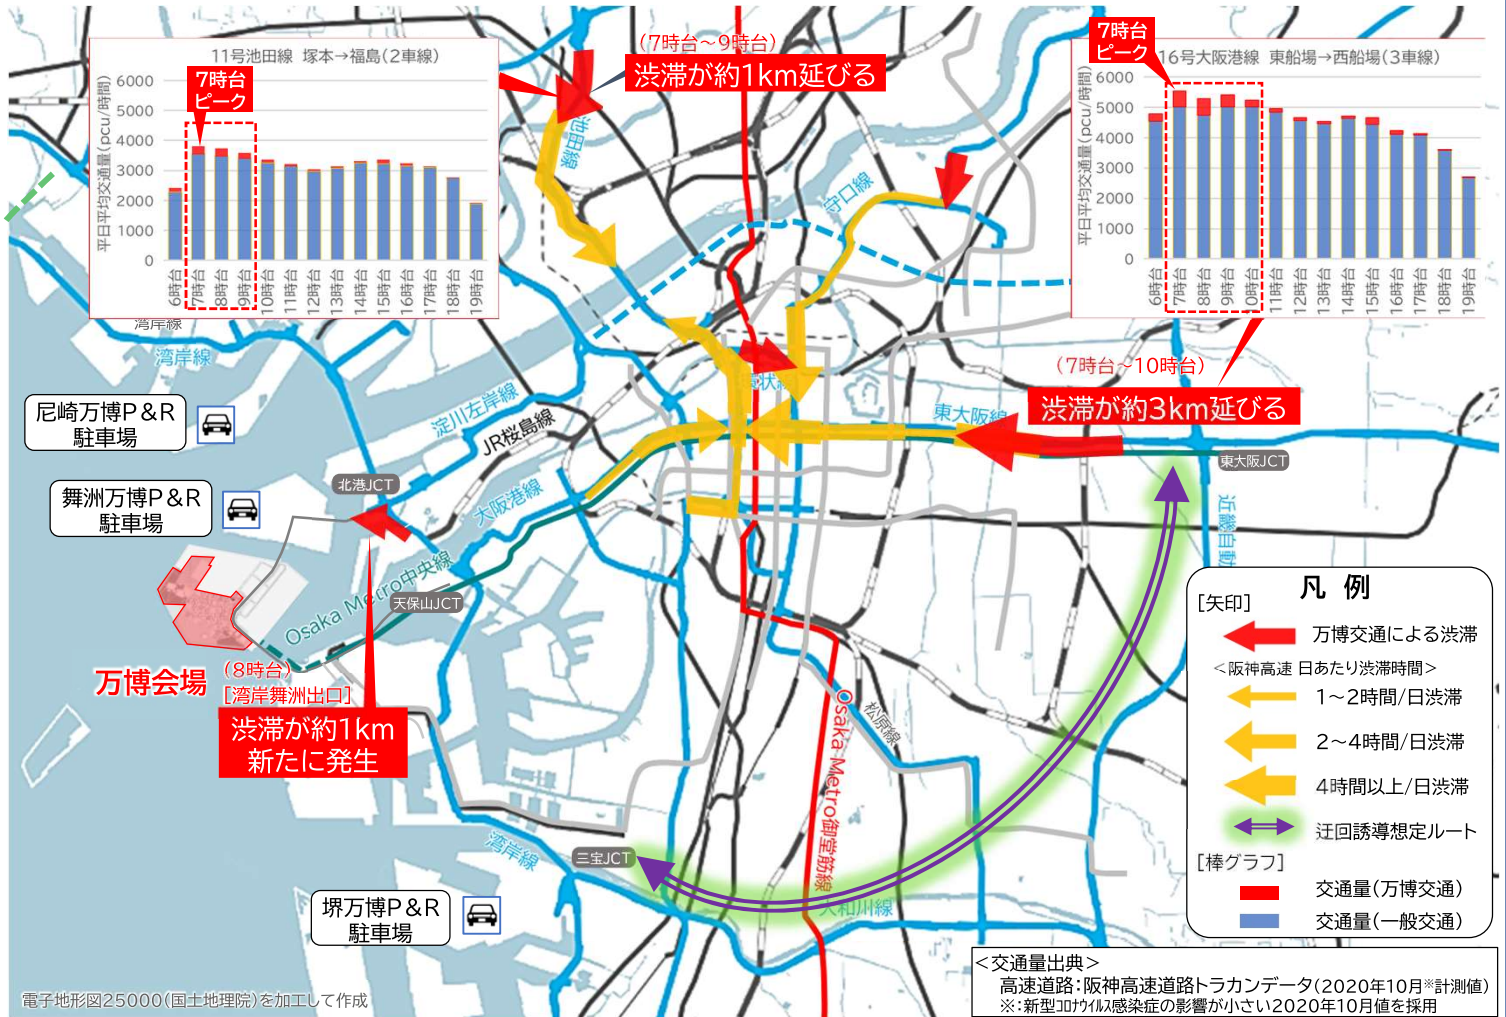 11号池田線 塚本→福島(2車線)
7時台
ピーク
平日平均交通量(pcu/時間)
6000
5000
4000
3000
2000
1000
0
6時台
7時台
8時台
9時台
10時台
11時台
12時台
13時台
14時台
15時台
16時台
17時台
18時台
19時台
(7時台～9時台)
渋滞が約1km延びる
池田線
守口線
7時台
ピーク
16号大阪港線 東船場→西船場(3車線)
平日平均交通量(pcu/時間)
6000
5000
4000
3000
2000
1000
0
6時台
7時台
8時台
9時台
10時台
11時台
12時台
13時台
14時台
15時台
16時台
17時台
18時台
19時台
(7時台～10時台)
渋滞が約3km延びる
湾岸線
湾岸線
環状線
東大阪線
東大阪JCT
近畿自動
尼崎万博P&R
駐車場
舞洲万博P&R
駐車場
淀川左岸線
JR桜島線
北港JCT
大阪港線
Osaka Metro中央線
天保山JCT
万博会場
(8時台)
[湾岸舞洲出口]
渋滞が約1km
新たに発生
Osaka Metro御堂筋線
松原線
湾岸線
三宝JCT
大和川線
堺万博P&R
駐車場
凡 例
[矢印]
万博交通による渋滞
<阪神高速 日あたり渋滞時間>
1～2時間/日渋滞
2～4時間/日渋滞
4時間以上/日渋滞
迂回誘導想定ルート
[棒グラフ]
交通量(万博交通)
交通量(一般交通)
<交通量出典>
高速道路:阪神高速道路トラカンデータ(2020年10月※計測値)
※:新型コロナウイルス感染症の影響が小さい2020年10月値を採用
電子地形図25000(国土地理院)を加工して作成